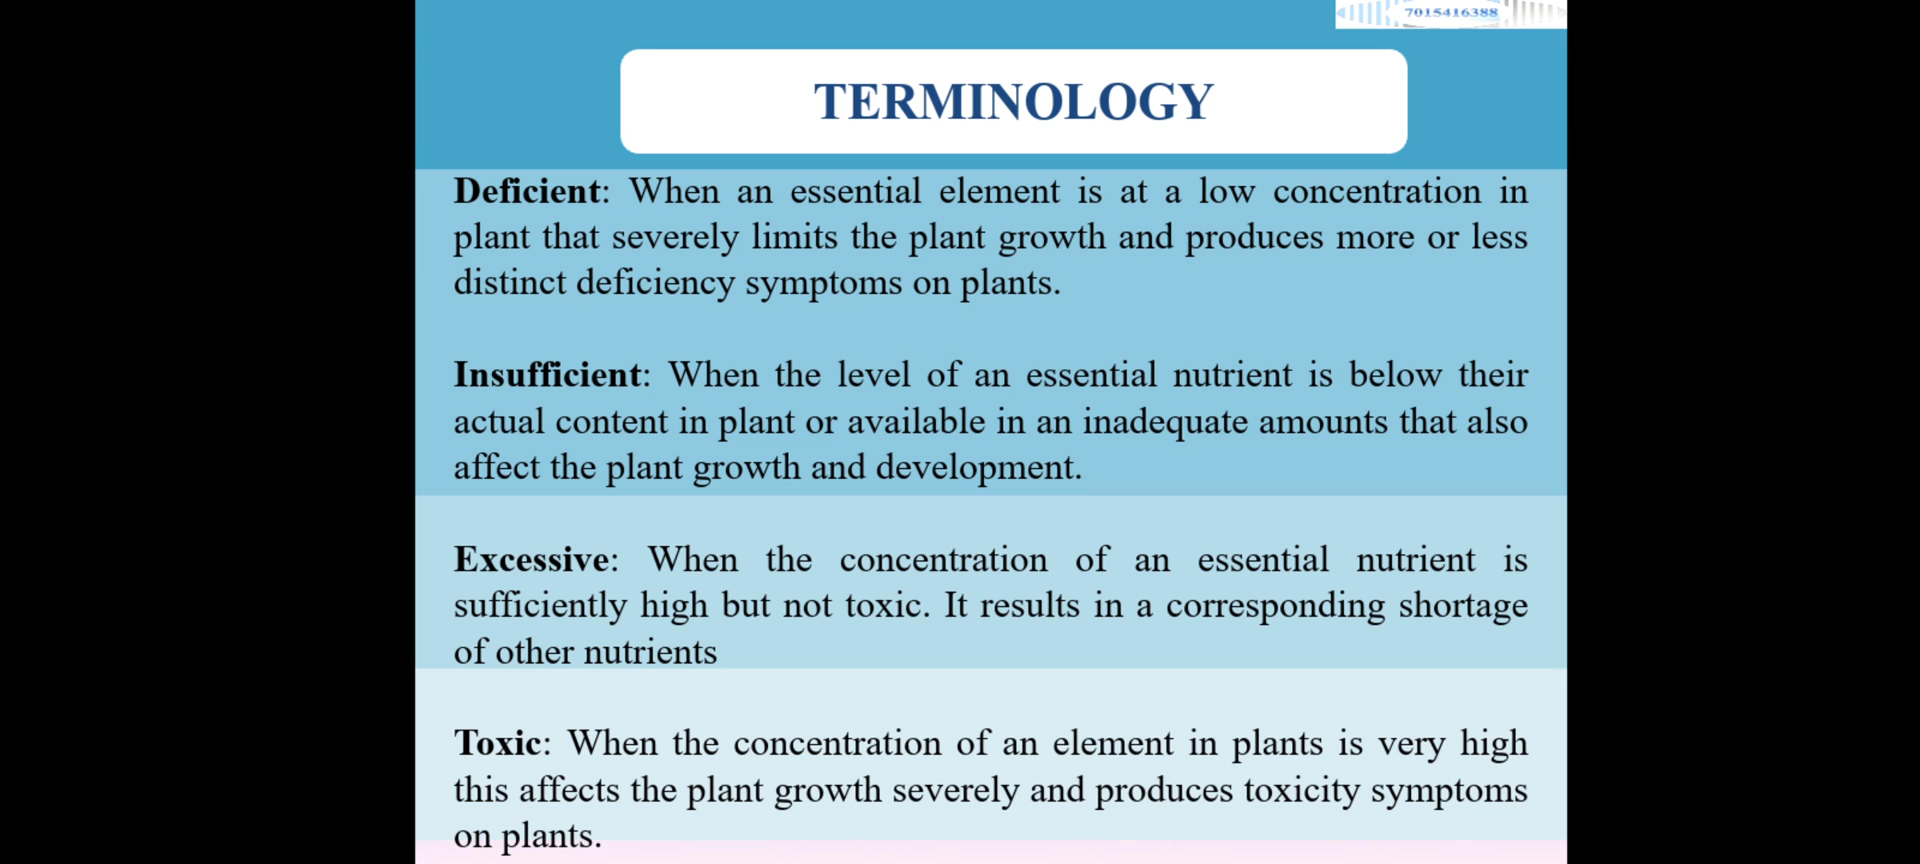 7015416388
TERMINOLOGY
Deficient: When an essential element is at a low concentration in
plant that severely limits the plant growth and produces more or less
distinct deficiency symptoms on plants.
Insufficient: When the level of an essential nutrient is below their
actual content in plant or available in an inadequate amounts that also
affect the plant growth and development.
Excessive: When the concentration of an essential nutrient is
sufficiently high but not toxic. It results in a corresponding shortage
of other nutrients
Toxic: When the concentration of an element in plants is very high
this affects the plant growth severely and produces toxicity symptoms
on plants.